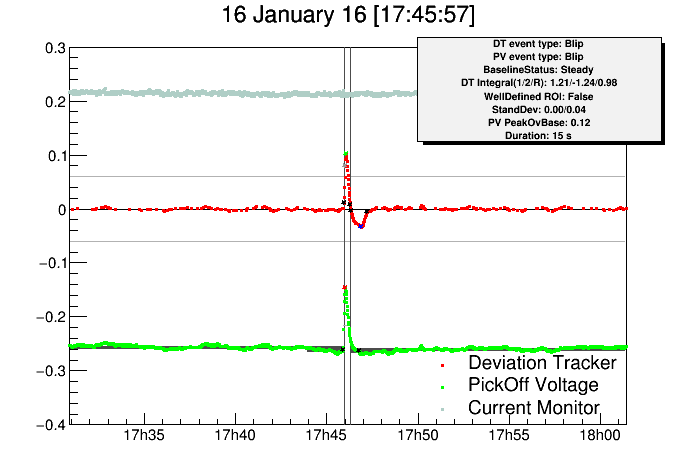 16 January 16 [17:45:57]
0.3
0.2
0.1
0
−0.1
−0.2
−0.3
−0.4
DT event type: Blip
PV event type: Blip
BaselineStatus: Steady
DT Integral(1/2/R): 1.21/-1.24/0.98
WellDefined ROI: False
StandDev: 0.00/0.04
PV PeakOvBase: 0.12
Duration: 15 s
Deviation Tracker
PickOff Voltage
Current Monitor
17h35 17h40 17h45 17h50 17h55 18h00